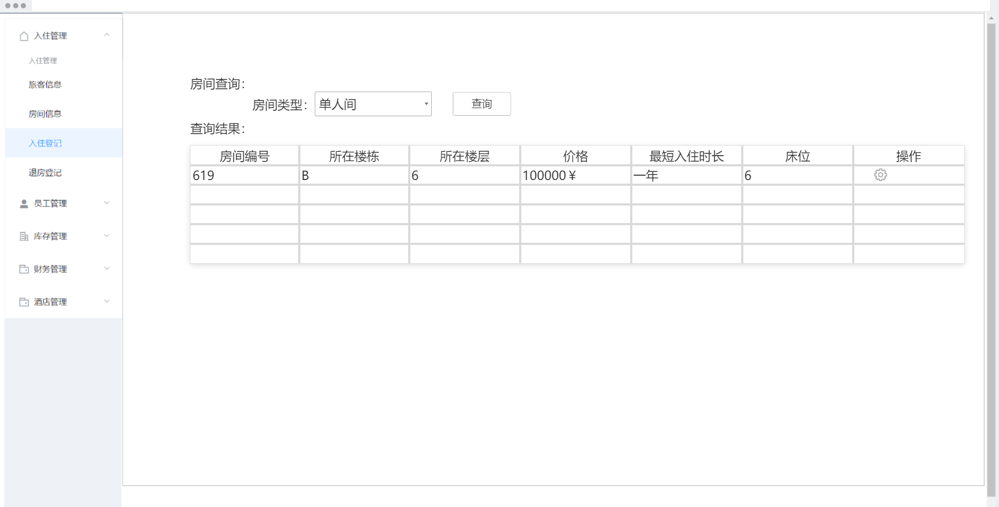 入住管理
入住管理
旅客信息
房间信息
入住登记
退房登记
员工管理
库存管理
财务管理
酒店管理
房间查询：
房间类型： 单人间 查询
查询结果：
房间编号 所在楼栋 所在楼层 价格 最短入住时长 床位 操作
619 B 6 100000￥ 一年 6